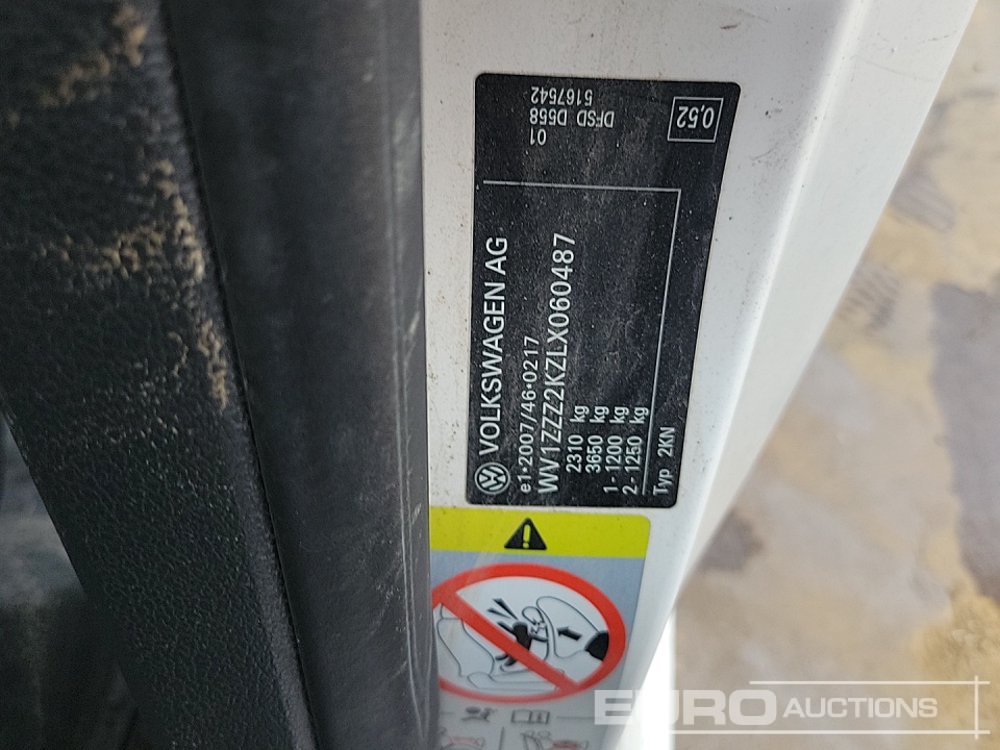 VOLKSWAGEN AG
e1*2007/46*0217
WV1ZZZ2KZLX060487
2310 kg
3650 kg
1- 1200 kg
2- 1250 kg
Typ 2KN
01
DFSD D558
5167542
0,52
EURO AUCTIONS